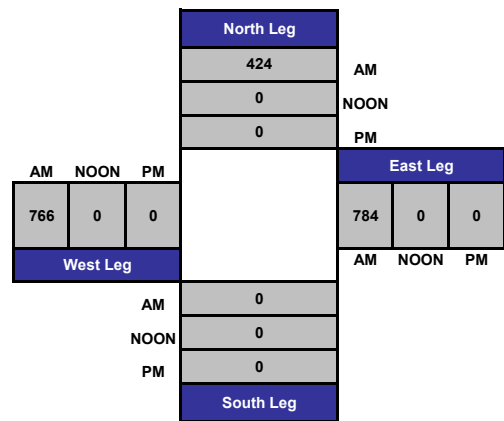 North Leg
424 AM
0 NOON
0 PM
AM NOON PM
East Leg
766 0 0
784 0 0
West Leg
AM NOON PM
AM 0
NOON 0
PM 0
South Leg